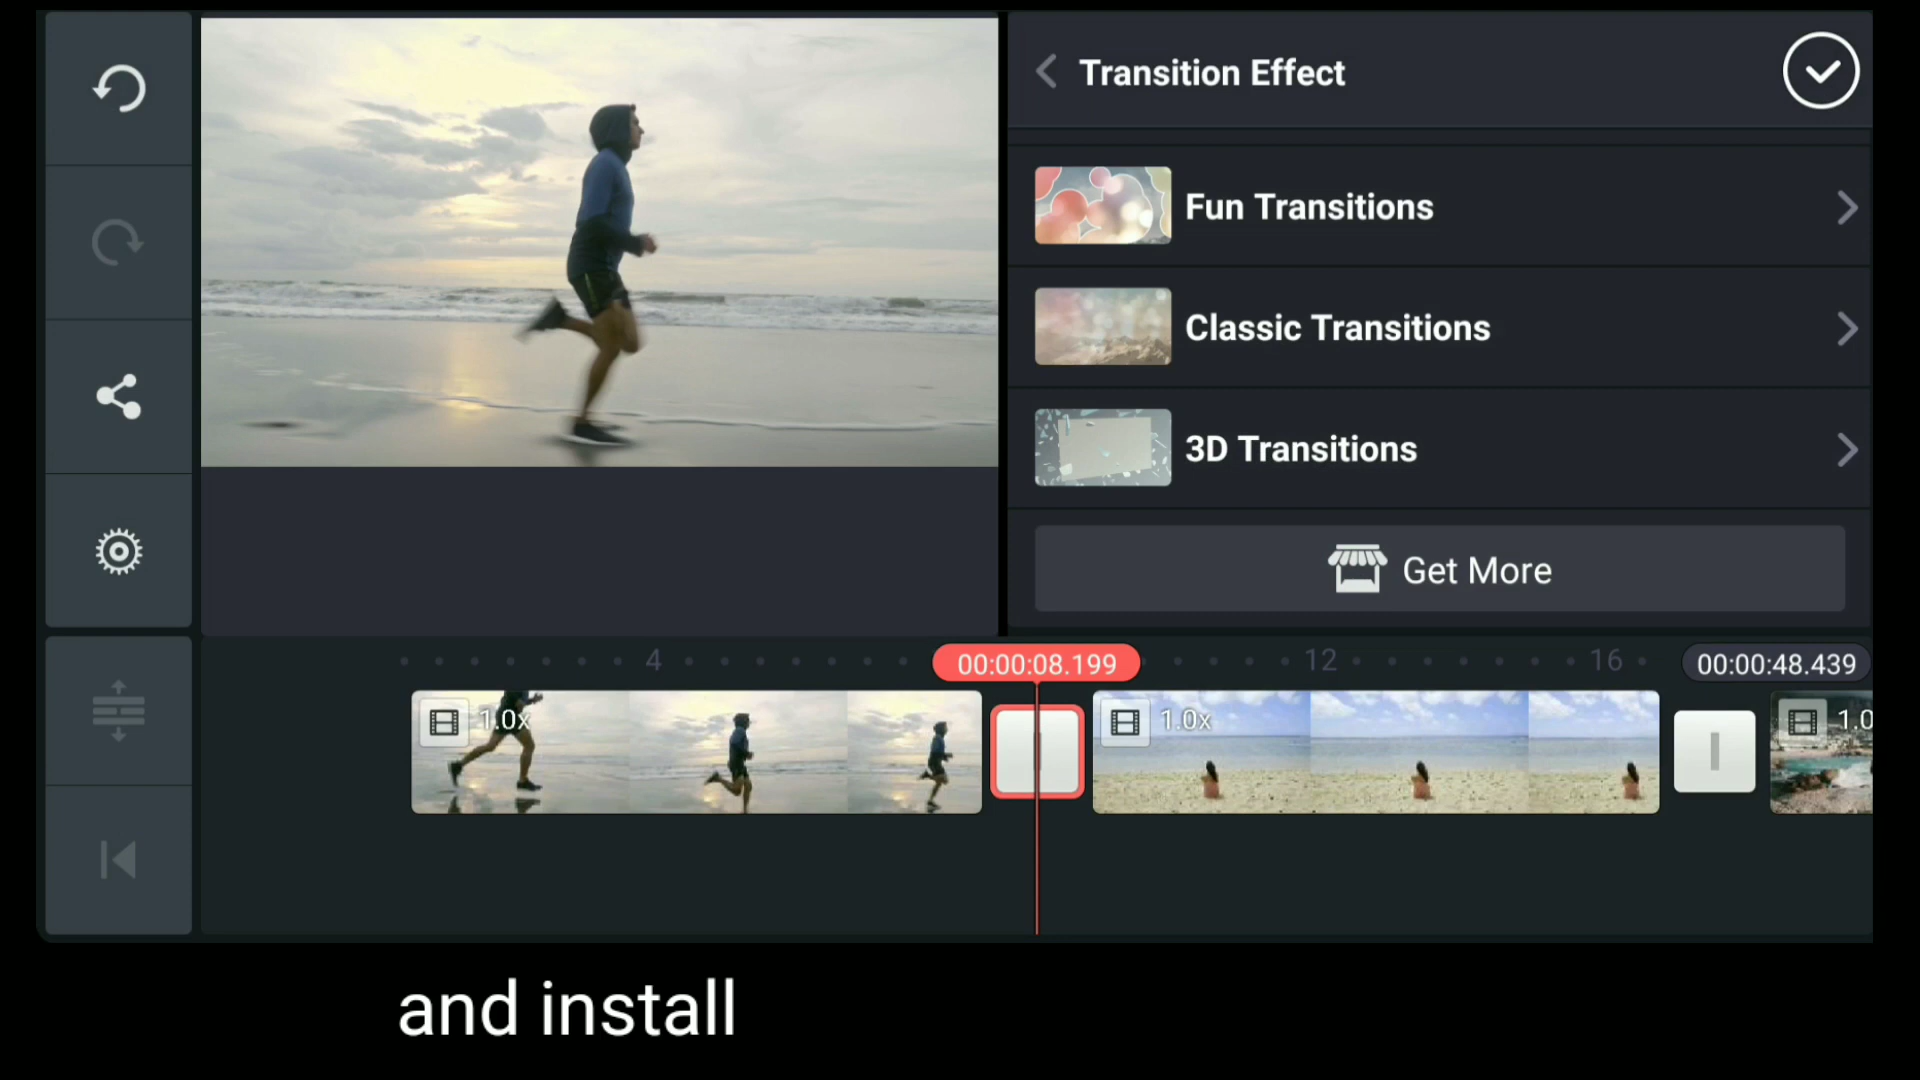 Transition Effect
Fun Transitions
Classic Transitions
3D Transitions
Get More
4
00:00:08.199
12
16
00:00:48.439
1.0x
1.0x
1.0
and install